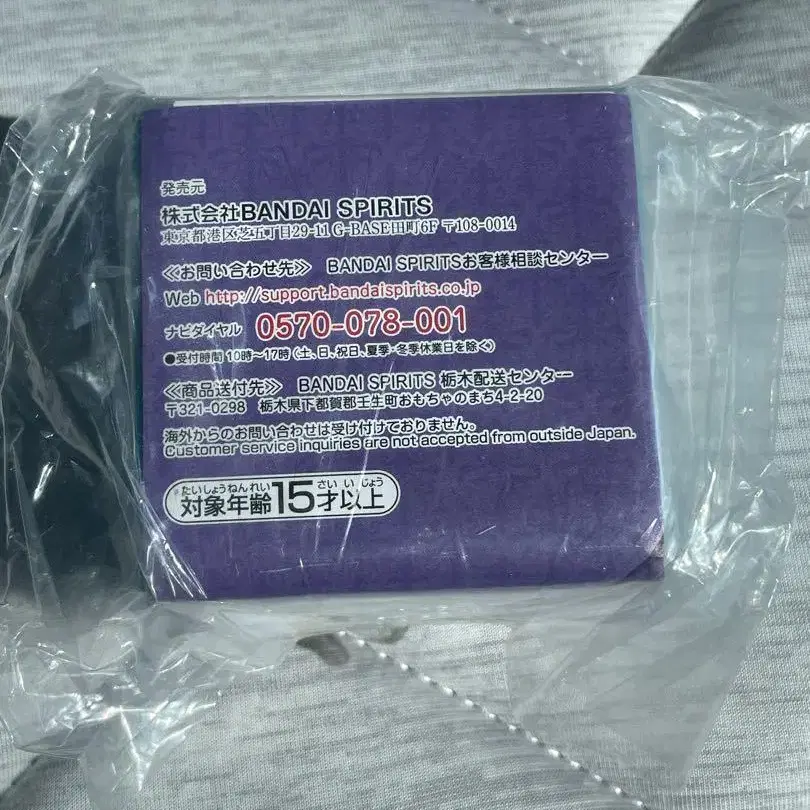 発売元
株式会社BANDAI SPIRITS
東京都港区芝五丁目29-11 G-BASE田町6F 〒108-0014
≪お問い合わせ先≫ BANDAI SPIRITSお客様相談センター
Web http://support.bandaispirits.co.jp
ナビダイヤル 0570-078-001
●受付時間 10時〜17時 (土、日、祝日、夏季・冬季休業日を除く)
≪商品送付先≫ BANDAI SPIRITS 栃木配送センター
〒321-0298 栃木県下都賀郡壬生町おもちゃのまち4-2-20
海外からのお問い合わせは受け付けておりません。
Customer service inquiries are not accepted from outside Japan.
たいしょうねんれい さい いじょう
対象年齢15才以上